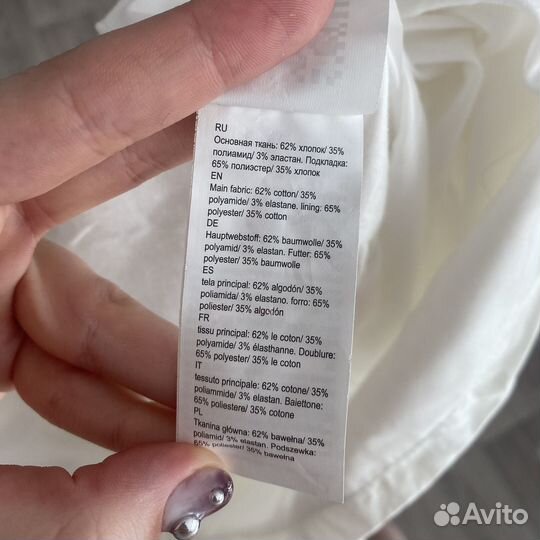 RU
Основная ткань: 62% хлопок/ 35%
полиамид/ 3% эластан. Подкладка:
65% полиэстер/ 35% хлопок
EN
Main fabric: 62% cotton/ 35%
polyamide/ 3% elastane. lining: 65%
polyester/ 35% cotton
DE
Hauptwebstoff: 62% baumwolle/ 35%
polyamid/ 3% elastan. Futter: 65%
polyester/ 35% baumwolle
ES
tela principal: 62% algodón/ 35%
poliamida/ 3% elastano. forro: 65%
poliéster/ 35% algodón
FR
tissu principal: 62% le coton/ 35%
polyamide/ 3% élasthanne. Doublure:
65% polyester/ 35% le coton
IT
tessuto principale: 62% cotone/ 35%
poliammide/ 3% elastan. Baiettone:
65% poliestere/ 35% cotone
PL
Tkanina główna: 62% bawełna/ 35%
poliamid/ 3% elastan. Podszewka:
65% poliester/ 35% bawełna
Avito